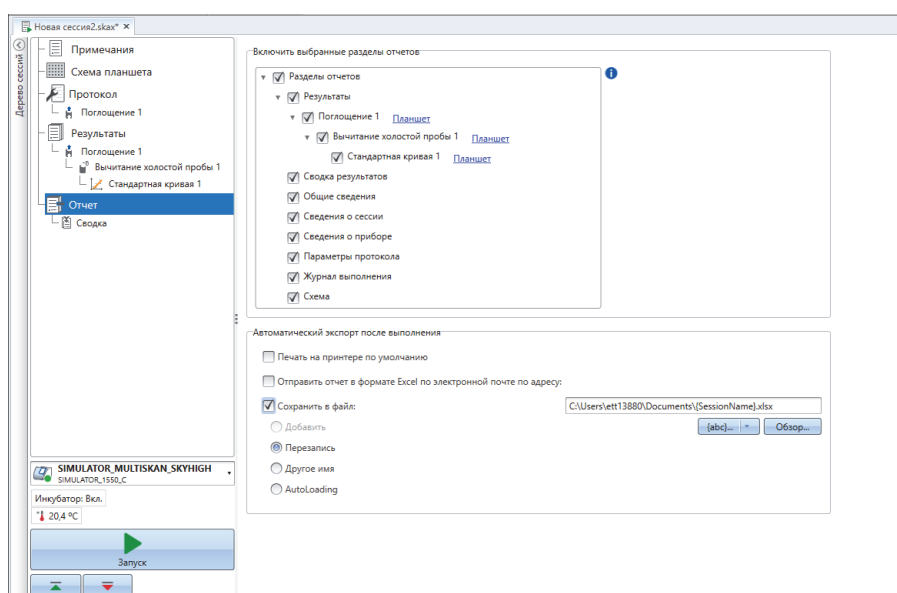 Новая сессия2.skax* ×
Дерево сессий
Примечания
Схема планшета
Протокол
Поглощение 1
Результаты
Поглощение 1
Вычитание холостой пробы 1
Стандартная кривая 1
Отчет
Сводка
SIMULATOR_MULTISKAN_SKYHIGH
SIMULATOR_1550_C
Инкубатор: Вкл.
20,4 ºC
Запуск
Включить выбранные разделы отчетов
Разделы отчетов
Результаты
Поглощение 1 Планшет
Вычитание холостой пробы 1 Планшет
Стандартная кривая 1 Планшет
Сводка результатов
Общие сведения
Сведения о сессии
Сведения о приборе
Параметры протокола
Журнал выполнения
Схема
Автоматический экспорт после выполнения
Печать на принтере по умолчанию
Отправить отчет в формате Excel по электронной почте по адресу:
Сохранить в файл: C:\Users\ett13880\Documents\{SessionName}.xlsx
Добавить {abc}... Обзор...
Перезапись
Другое имя
AutoLoading